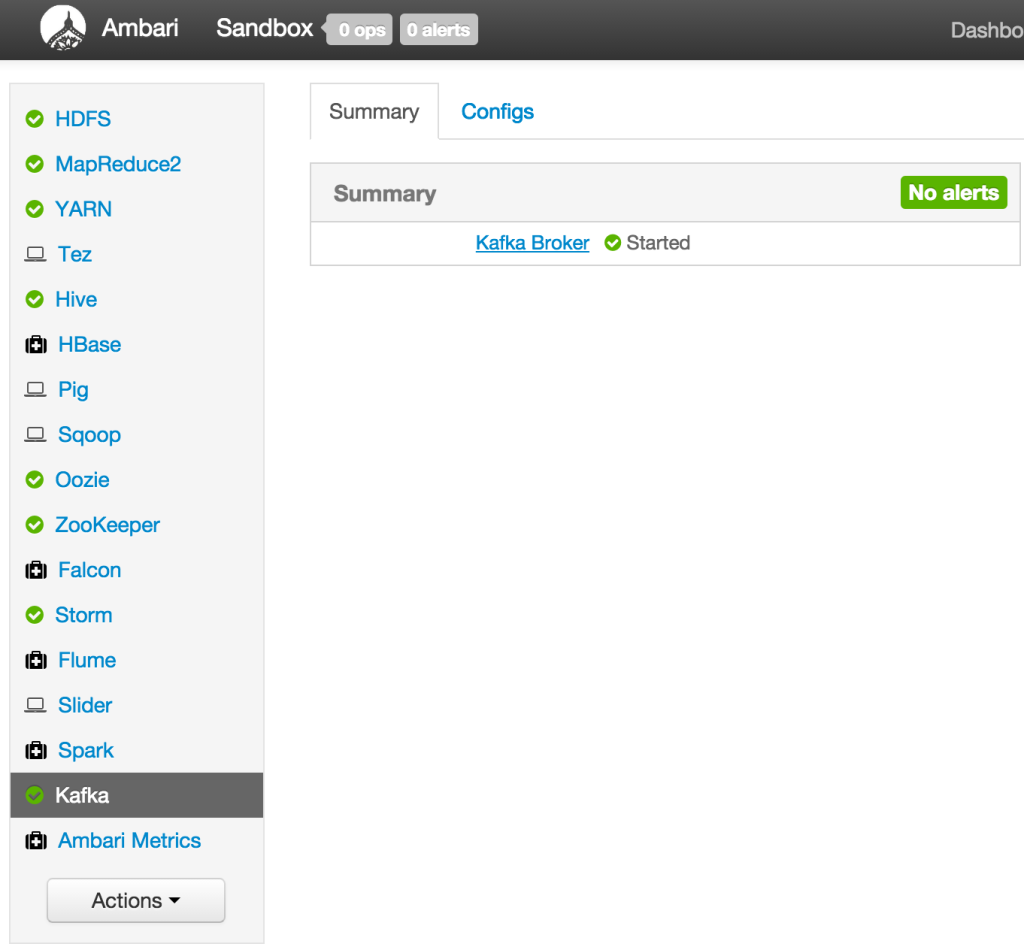 Ambari Sandbox 0 ops 0 alerts Dashbo
HDFS
MapReduce2
YARN
Tez
Hive
HBase
Pig
Sqoop
Oozie
ZooKeeper
Falcon
Storm
Flume
Slider
Spark
Kafka
Ambari Metrics
Actions
Summary Configs
Summary No alerts
Kafka Broker Started